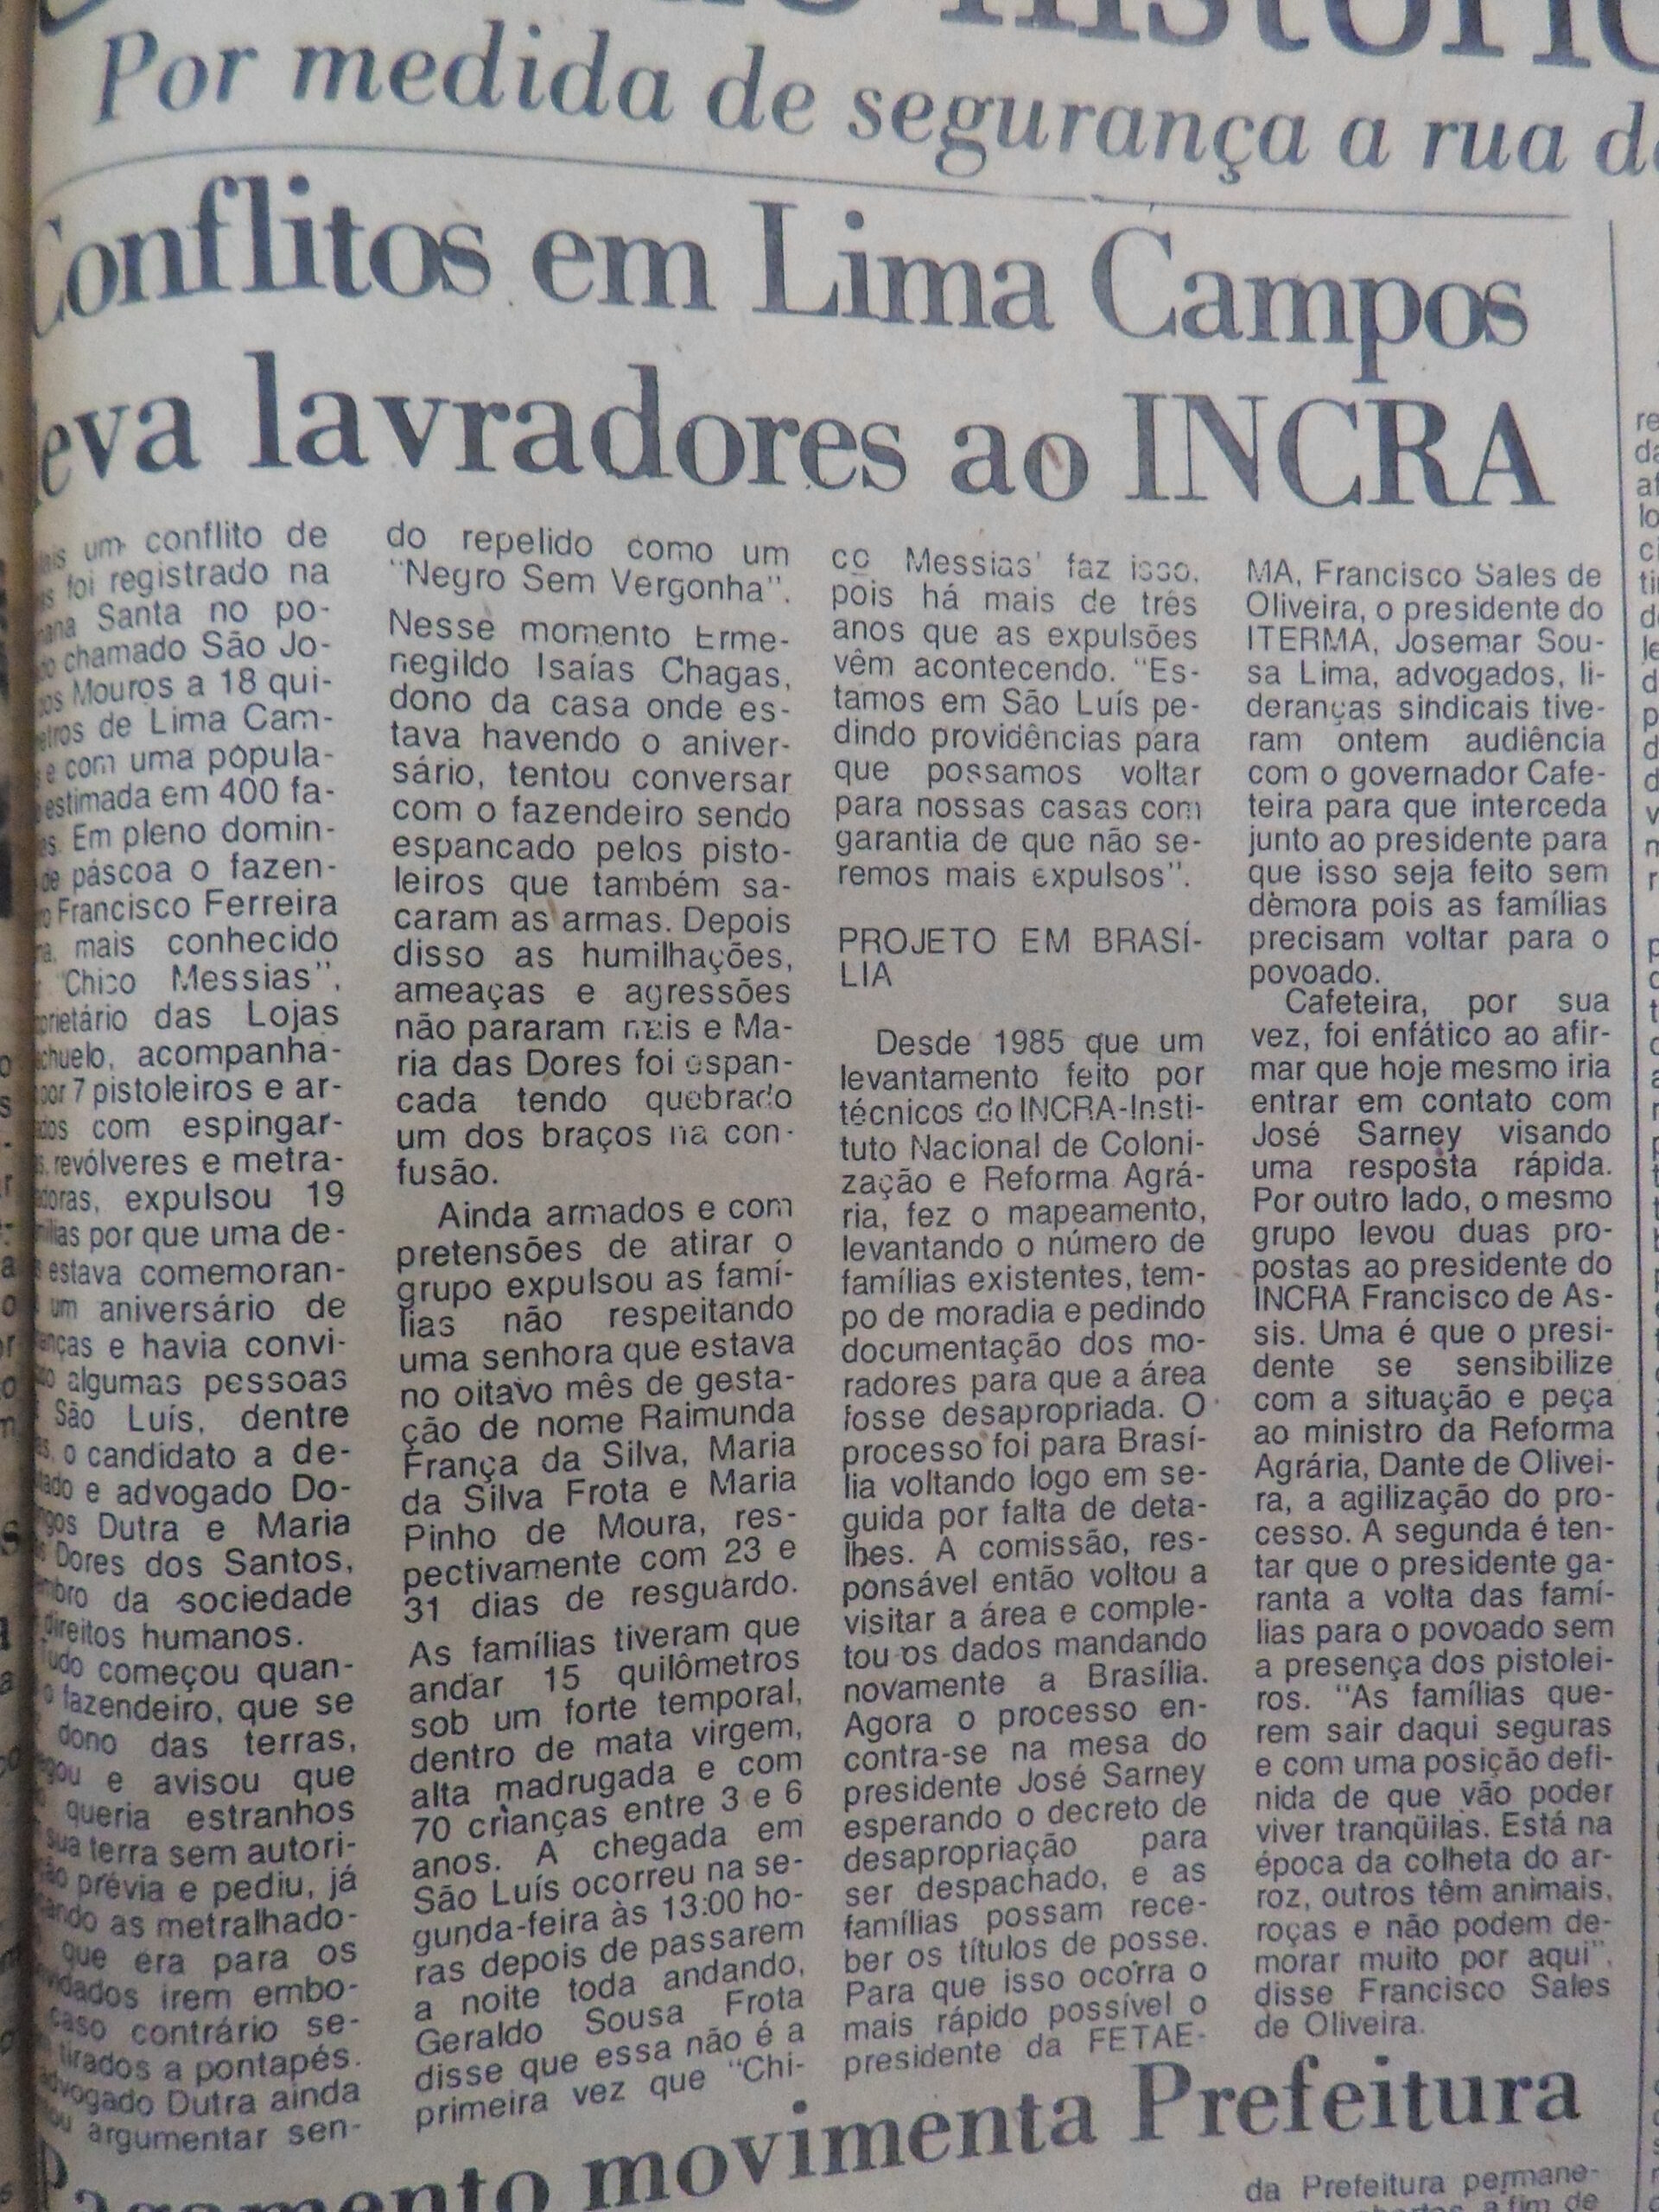 Por medida de segurança a rua
Conflitos em Lima Campos
leva lavradores ao INCRA
um conflito de
foi registrado na
Santa no po-
chamado São Jo-
Mouros a 18 qui-
de Lima Cam-
e com uma popula-
estimada em 400 fa-
Em pleno domin-
de páscoa o fazen-
Francisco Ferreira
mais conhecido
"Chico Messias",
das Lojas
acompanha-
por 7 pistoleiros e ar-
com espingar-
revólveres e metra-
expulsou 19
por que uma de-
estava comemoran-
um aniversário de
e havia convi-
algumas pessoas
São Luís, dentre
o candidato a de-
e advogado Do-
Dutra e Maria
Dores dos Santos,
da sociedade
direitos humanos.
Tudo começou quan-
o fazendeiro, que se
dono das terras,
e avisou que
queria estranhos
sua terra sem autori-
prévia e pediu, já
as metralhado-
que era para os
irem embo-
caso contrário se-
tirados a pontapés.
advogado Dutra ainda
argumentar sen-
do repelido como um
"Negro Sem Vergonha".
Nesse momento Erme-
negildo Isaías Chagas,
dono da casa onde es-
tava havendo o aniver-
sário, tentou conversar
com o fazendeiro sendo
espancado pelos pisto-
leiros que também sa-
caram as armas. Depois
disso as humilhações,
ameaças e agressões
não pararam mais e Ma-
ria das Dores foi espan-
cada tendo quebrado
um dos braços na con-
fusão.
Ainda armados e com
pretensões de atirar o
grupo expulsou as famí-
lias não respeitando
uma senhora que estava
no oitavo mês de gesta-
ção de nome Raimunda
França da Silva, Maria
da Silva Frota e Maria
Pinho de Moura, res-
pectivamente com 23 e
31 dias de resguardo.
As famílias tiveram que
andar 15 quilômetros
sob um forte temporal,
dentro de mata virgem,
alta madrugada e com
70 crianças entre 3 e 6
anos. A chegada em
São Luís ocorreu na se-
gunda-feira às 13:00 ho-
ras depois de passarem
a noite toda andando,
Geraldo Sousa Frota
disse que essa não é a
primeira vez que "Chi-
co Messias' faz isso,
pois há mais de três
anos que as expulsões
vêm acontecendo. "Es-
tamos em São Luís pe-
dindo providências para
que possamos voltar
para nossas casas com
garantia de que não se-
remos mais expulsos".
PROJETO EM BRASÍ-
LIA
Desde 1985 que um
levantamento feito por
técnicos do INCRA-Insti-
tuto Nacional de Coloni-
zação e Reforma Agrá-
ria, fez o mapeamento,
levantando o número de
famílias existentes, tem-
po de moradia e pedindo
documentação dos mo-
radores para que a área
fosse desapropriada. O
processo foi para Brasí-
lia voltando logo em se-
guida por falta de deta-
lhes. A comissão, res-
ponsável então voltou a
visitar a área e comple-
tou os dados mandando
novamente a Brasília.
Agora o processo en-
contra-se na mesa do
presidente José Sarney
esperando o decreto de
desapropriação para
ser despachado, e as
famílias possam rece-
ber os títulos de posse.
Para que isso ocorra o
mais rápido possível o
presidente da FETAE-
MA, Francisco Sales de
Oliveira, o presidente do
ITERMA, Josemar Sou-
sa Lima, advogados, li-
deranças sindicais tive-
ram ontem audiência
com o governador Cafe-
teira para que interceda
junto ao presidente para
que isso seja feito sem
demora pois as famílias
precisam voltar para o
povoado.
Cafeteira, por sua
vez, foi enfático ao afir-
mar que hoje mesmo iria
entrar em contato com
José Sarney visando
uma resposta rápida.
Por outro lado, o mesmo
grupo levou duas pro-
postas ao presidente do
INCRA Francisco de As-
sis. Uma é que o presi-
dente se sensibilize
com a situação e peça
ao ministro da Reforma
Agrária, Dante de Olivei-
ra, a agilização do pro-
cesso. A segunda é ten-
tar que o presidente ga-
ranta a volta das famí-
lias para o povoado sem
a presença dos pistolei-
ros. "As famílias que-
rem sair daqui seguras
e com uma posição defi-
nida de que vão poder
viver tranqüilas. Está na
época da colheta do ar-
roz, outros têm animais,
roças e não podem de-
morar muito por aqui",
disse Francisco Sales
de Oliveira.
Pagamento movimenta Prefeitura
da Prefeitura permane-
a fim de